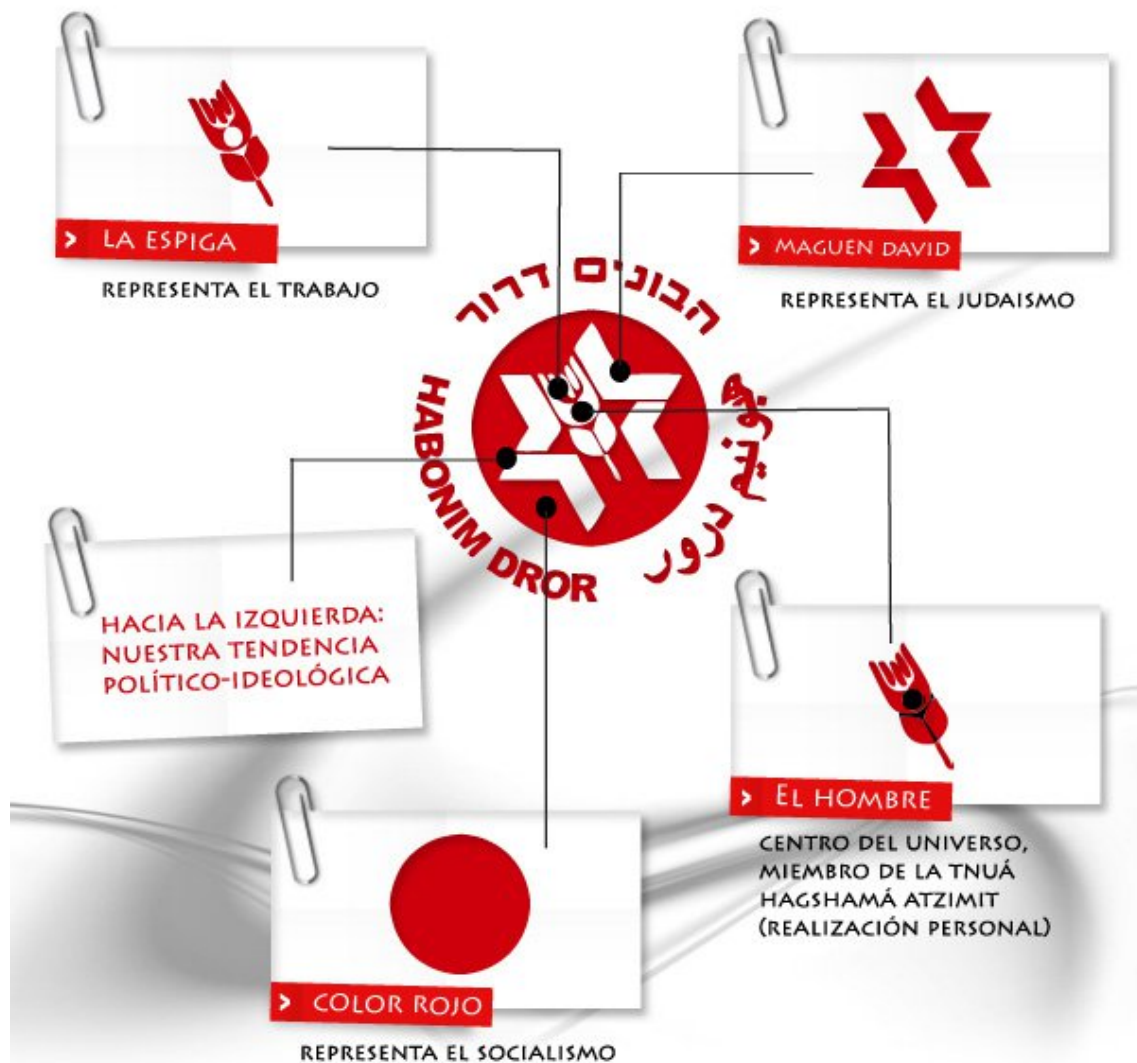 > LA ESPIGA
REPRESENTA EL TRABAJO
> MAGUEN DAVID
REPRESENTA EL JUDAISMO
הבונים דרור
HABONIM DROR
هبونيم درور
HACIA LA IZQUIERDA:
NUESTRA TENDENCIA
POLÍTICO-IDEOLÓGICA
> EL HOMBRE
CENTRO DEL UNIVERSO,
MIEMBRO DE LA TNUÁ
HAGSHAMÁ ATZIMIT
(REALIZACIÓN PERSONAL)
> COLOR ROJO
REPRESENTA EL SOCIALISMO